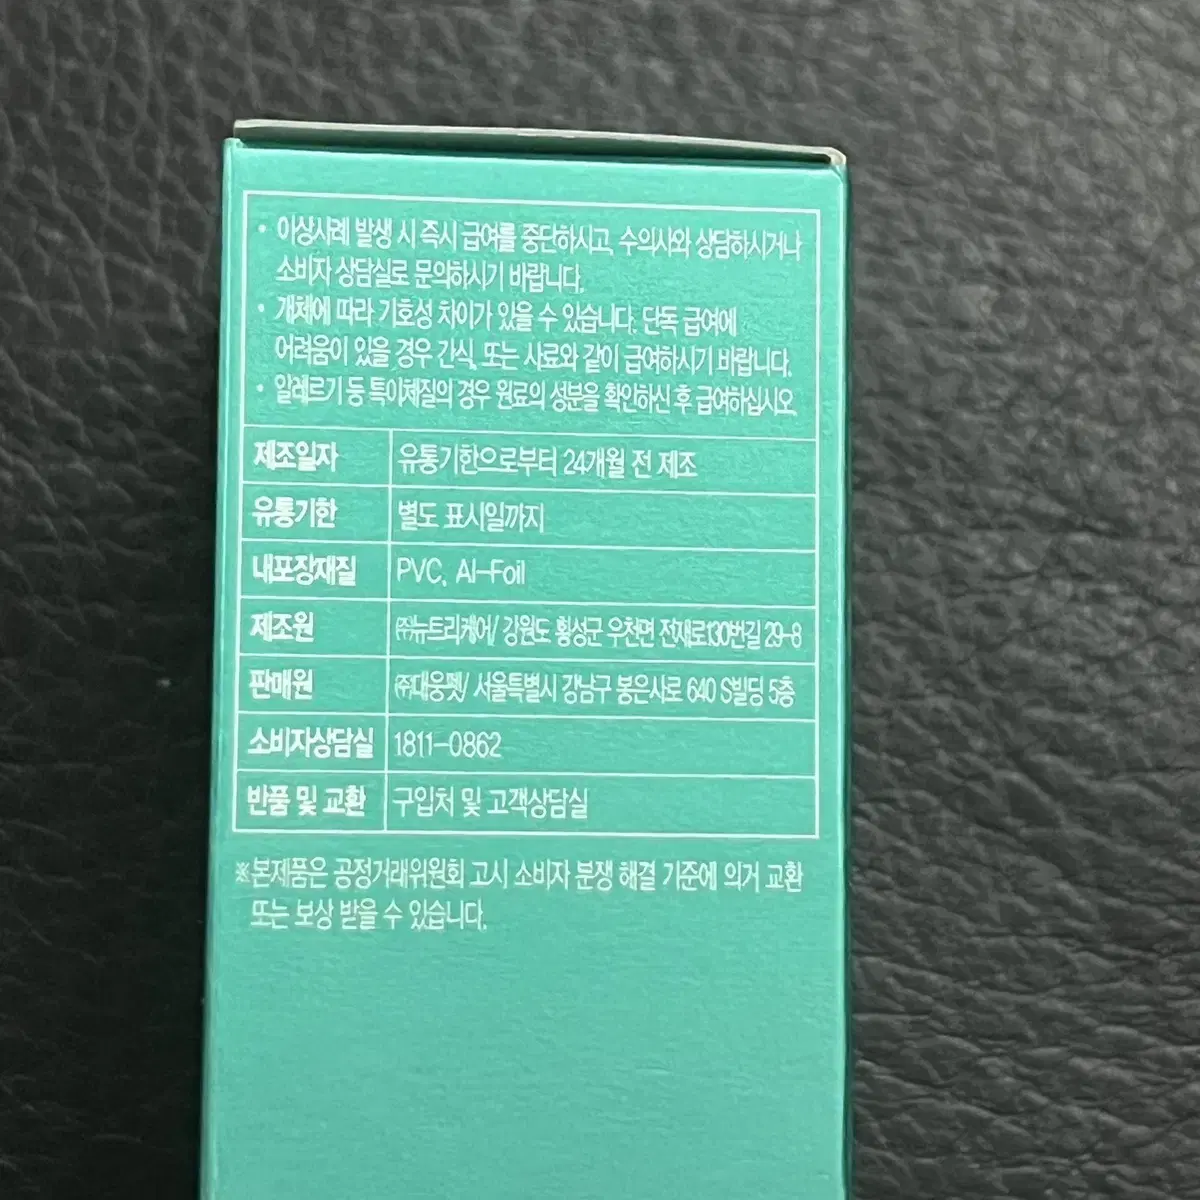 • 이상사례 발생 시 즉시 급여를 중단하시고, 수의사와 상담하시거나
소비자 상담실로 문의하시기 바랍니다.
• 개체에 따라 기호성 차이가 있을 수 있습니다. 단독 급여에
어려움이 있을 경우 간식, 또는 사료와 같이 급여하시기 바랍니다.
• 알레르기 등 특이체질의 경우 원료의 성분을 확인하신 후 급여하십시오.
제조일자 유통기한으로부터 24개월 전 제조
유통기한 별도 표시일까지
내포장재질 PVC, Al-Foil
제조원 ㈜뉴트리케어/ 강원도 횡성군 우천면 전재로130번길 29-8
판매원 ㈜대웅펫/ 서울특별시 강남구 봉은사로 640 S빌딩 5층
소비자상담실 1811-0862
반품 및 교환 구입처 및 고객상담실
※본제품은 공정거래위원회 고시 소비자 분쟁 해결 기준에 의거 교환
또는 보상 받을 수 있습니다.